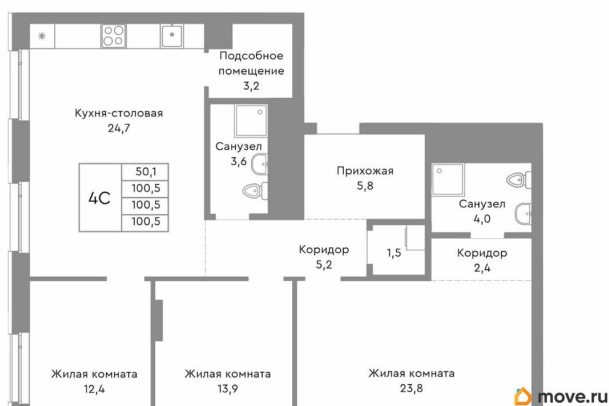 Подсобное
помещение
3,2
Кухня-столовая
24,7
Санузел
3,6
Прихожая
5,8
Санузел
4,0
4С
50,1
100,5
100,5
100,5
Коридор
5,2
1,5
Коридор
2,4
Жилая комната
12,4
Жилая комната
13,9
Жилая комната
23,8
move.ru